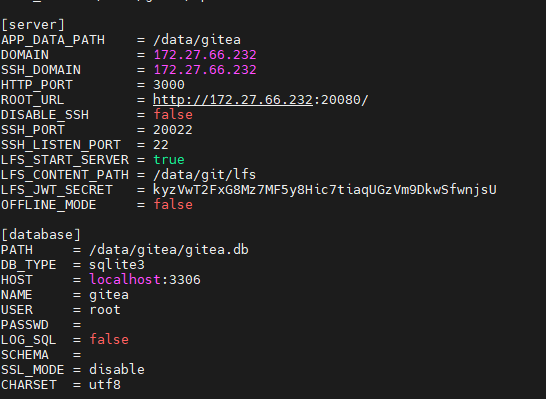 [server]
APP_DATA_PATH = /data/gitea
DOMAIN = 172.27.66.232
SSH_DOMAIN = 172.27.66.232
HTTP_PORT = 3000
ROOT_URL = http://172.27.66.232:20080/
DISABLE_SSH = false
SSH_PORT = 20022
SSH_LISTEN_PORT = 22
LFS_START_SERVER = true
LFS_CONTENT_PATH = /data/git/lfs
LFS_JWT_SECRET = kyzVwT2FxG8Mz7MF5y8Hic7tiaqUGzVm9DkwSfwnjsU
OFFLINE_MODE = false
[database]
PATH = /data/gitea/gitea.db
DB_TYPE = sqlite3
HOST = localhost:3306
NAME = gitea
USER = root
PASSWD =
LOG_SQL = false
SCHEMA =
SSL_MODE = disable
CHARSET = utf8